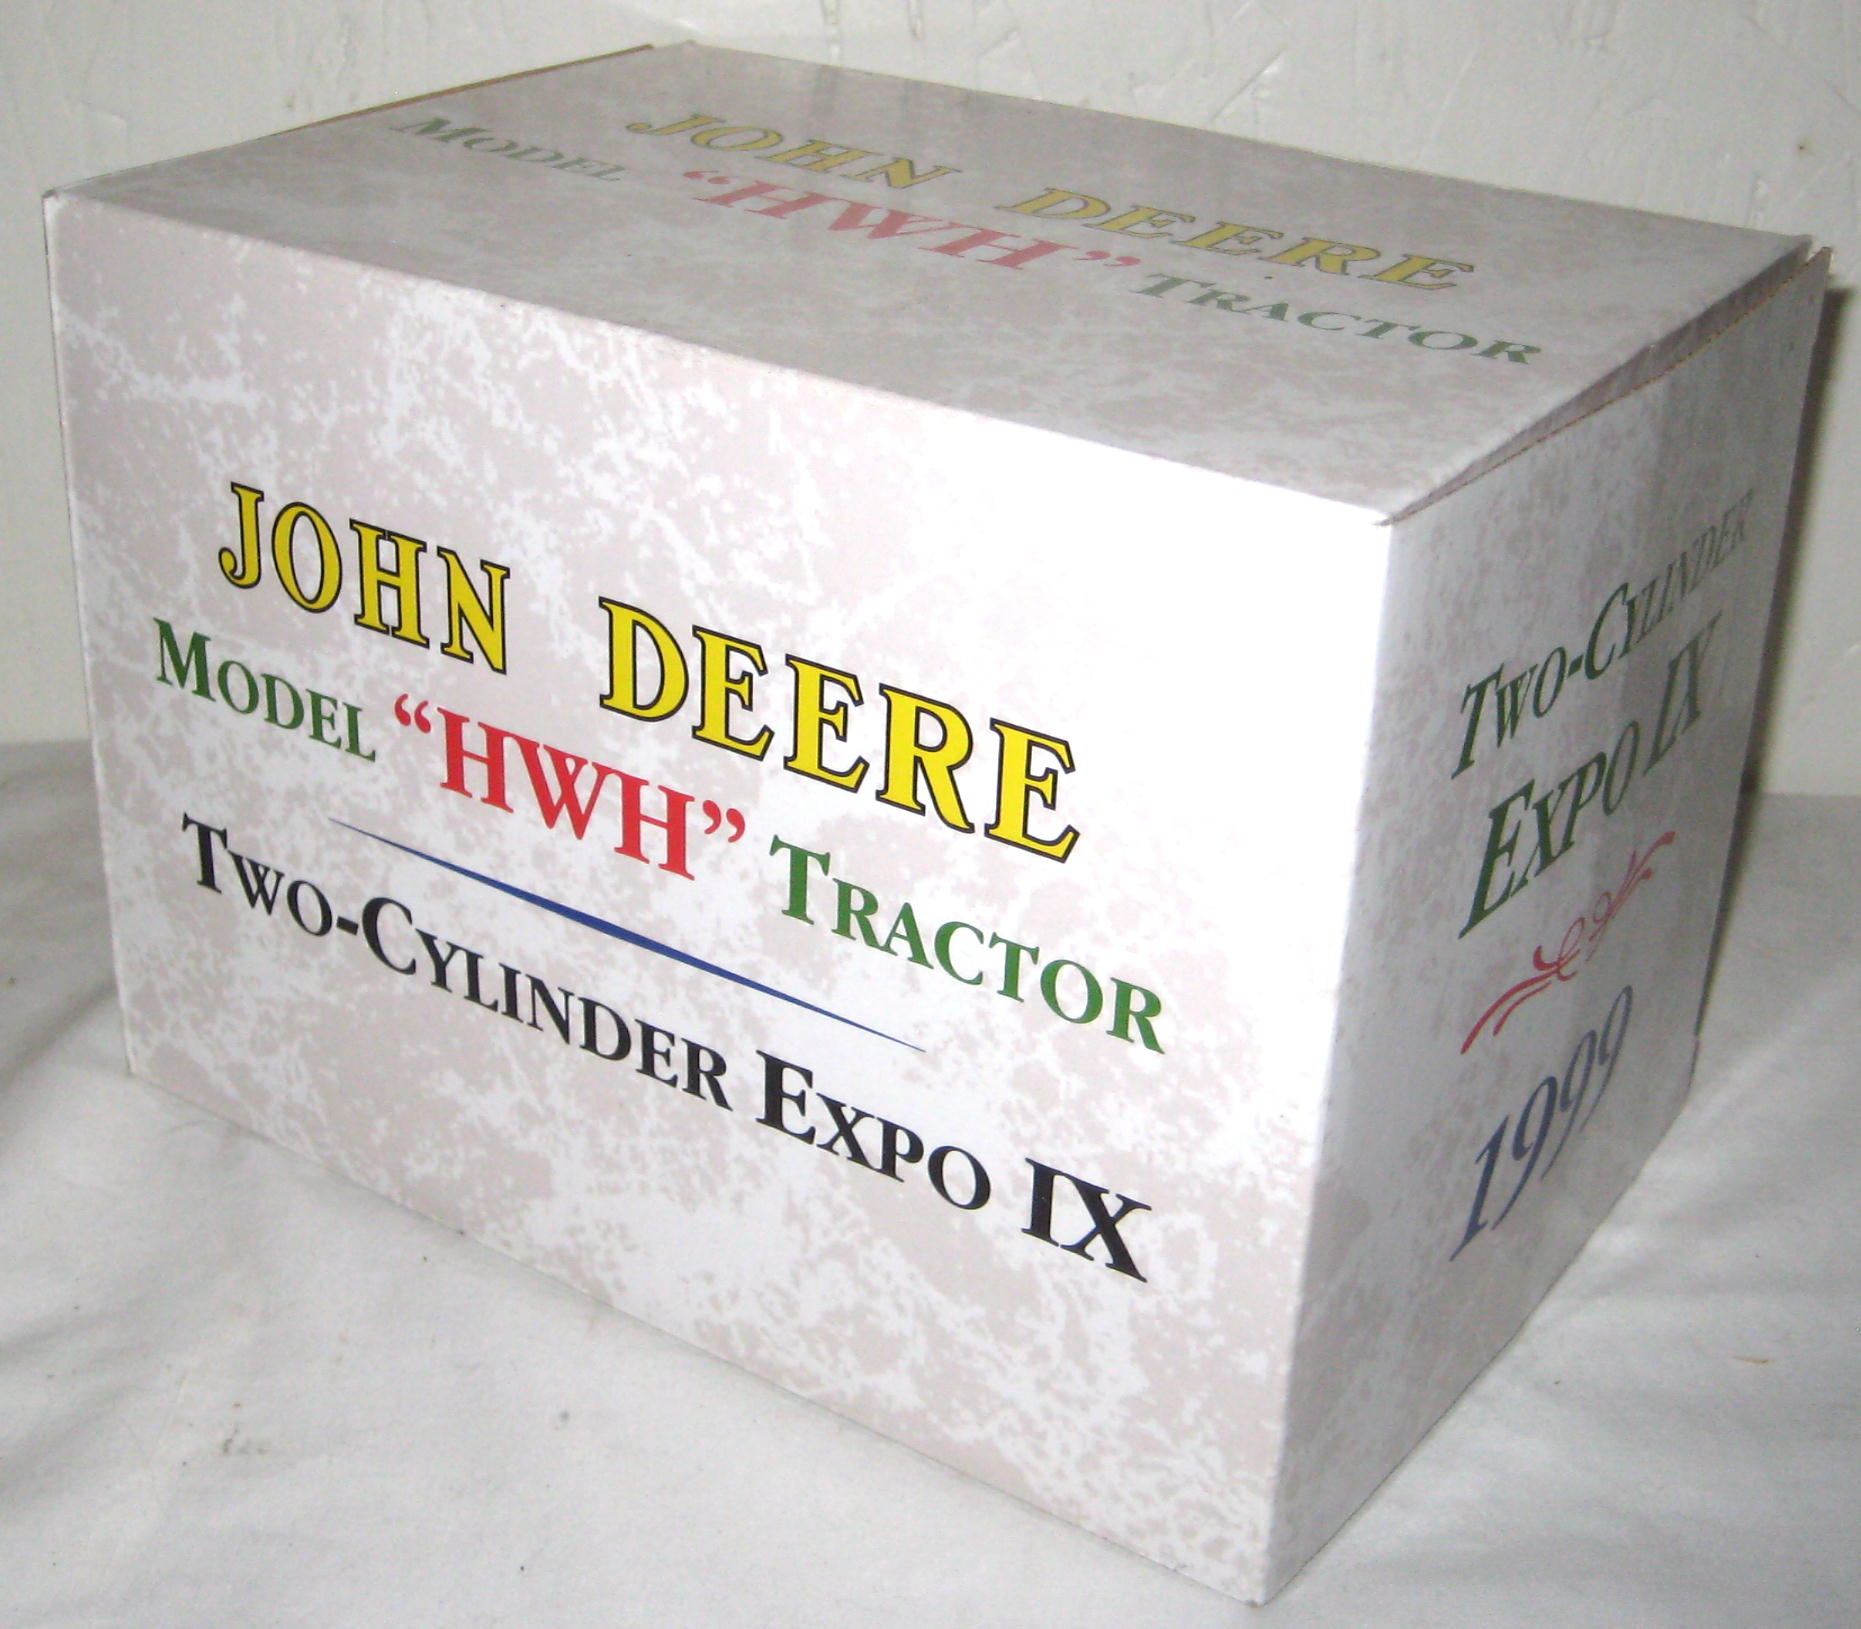 JOHN DEERE
MODEL “HWH” TRACTOR
JOHN DEERE
MODEL “HWH” TRACTOR
TWO-CYLINDER EXPO IX
TWO-CYLINDER
EXPO IX
1999